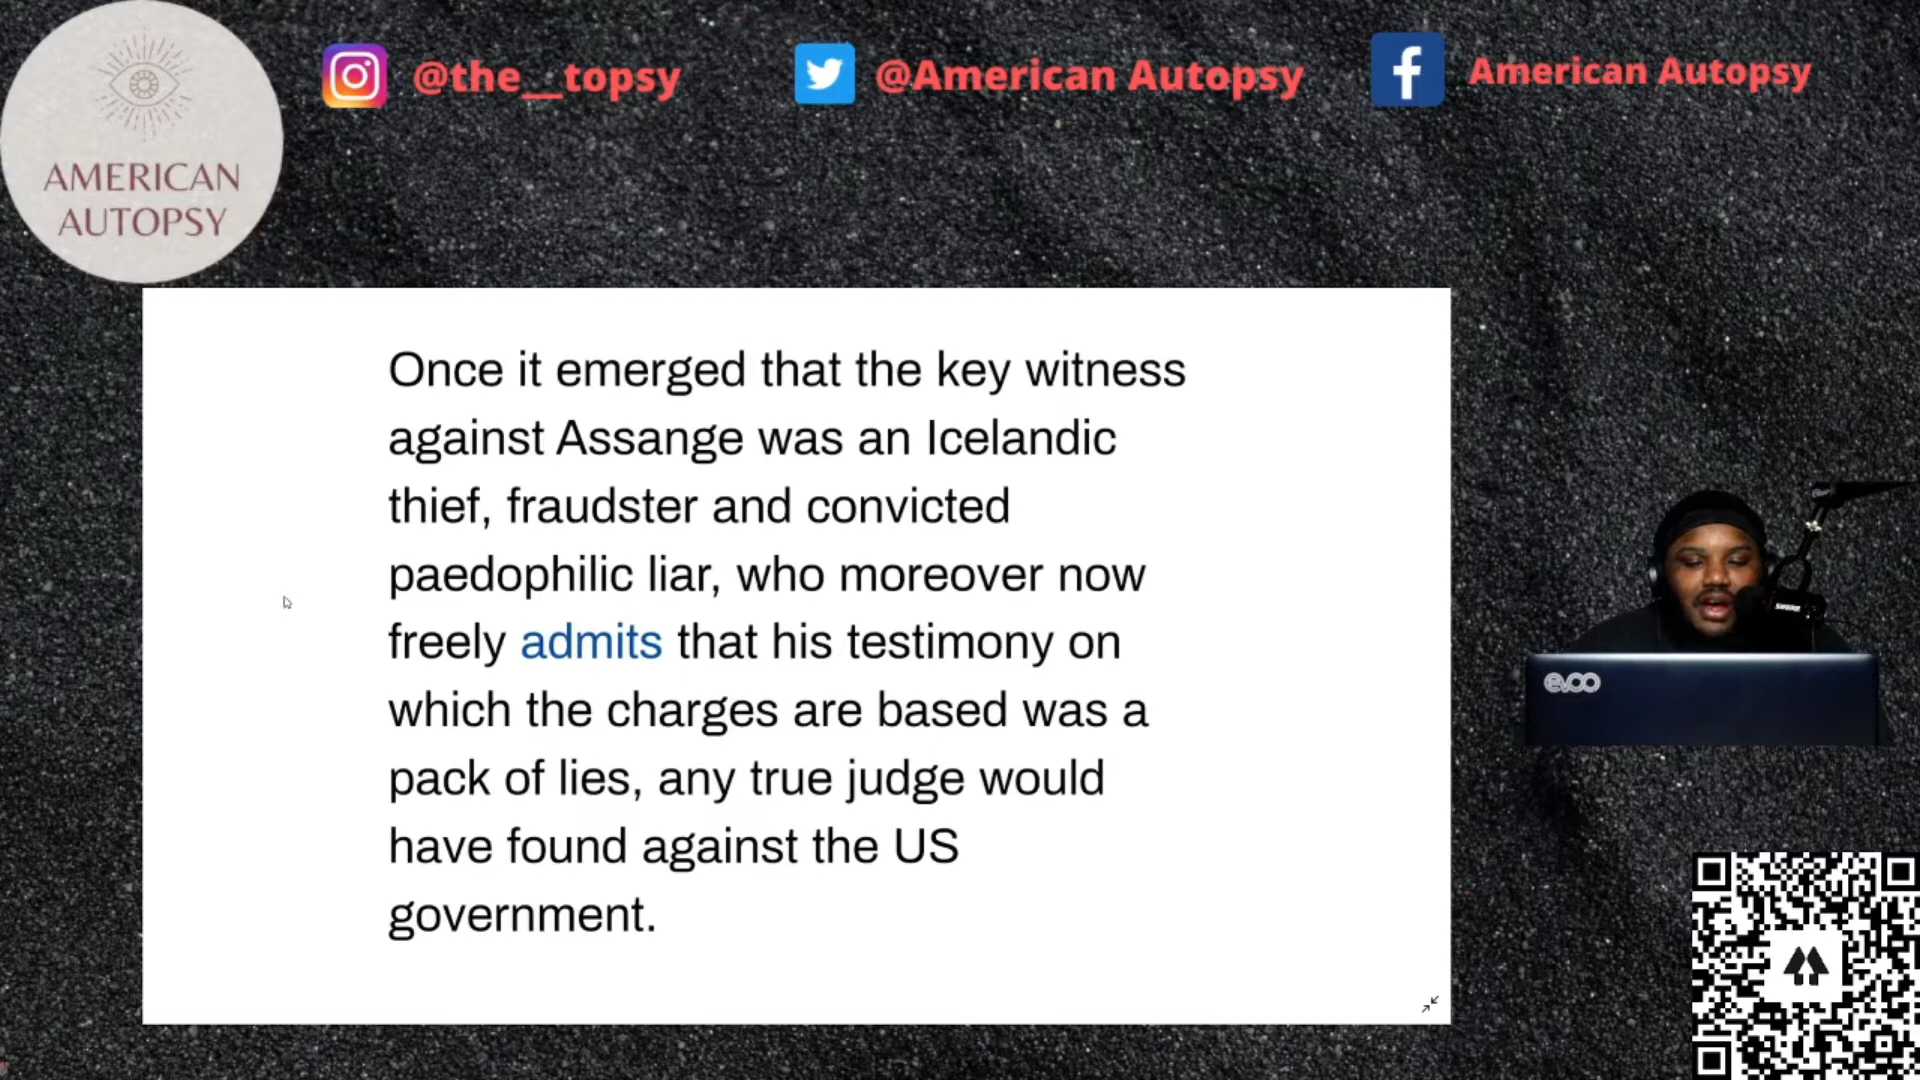 AMERICAN
AUTOPSY
@the__topsy
@American Autopsy
American Autopsy
Once it emerged that the key witness
against Assange was an Icelandic
thief, fraudster and convicted
paedophilic liar, who moreover now
freely admits that his testimony on
which the charges are based was a
pack of lies, any true judge would
have found against the US
government.
SHURE
evoo